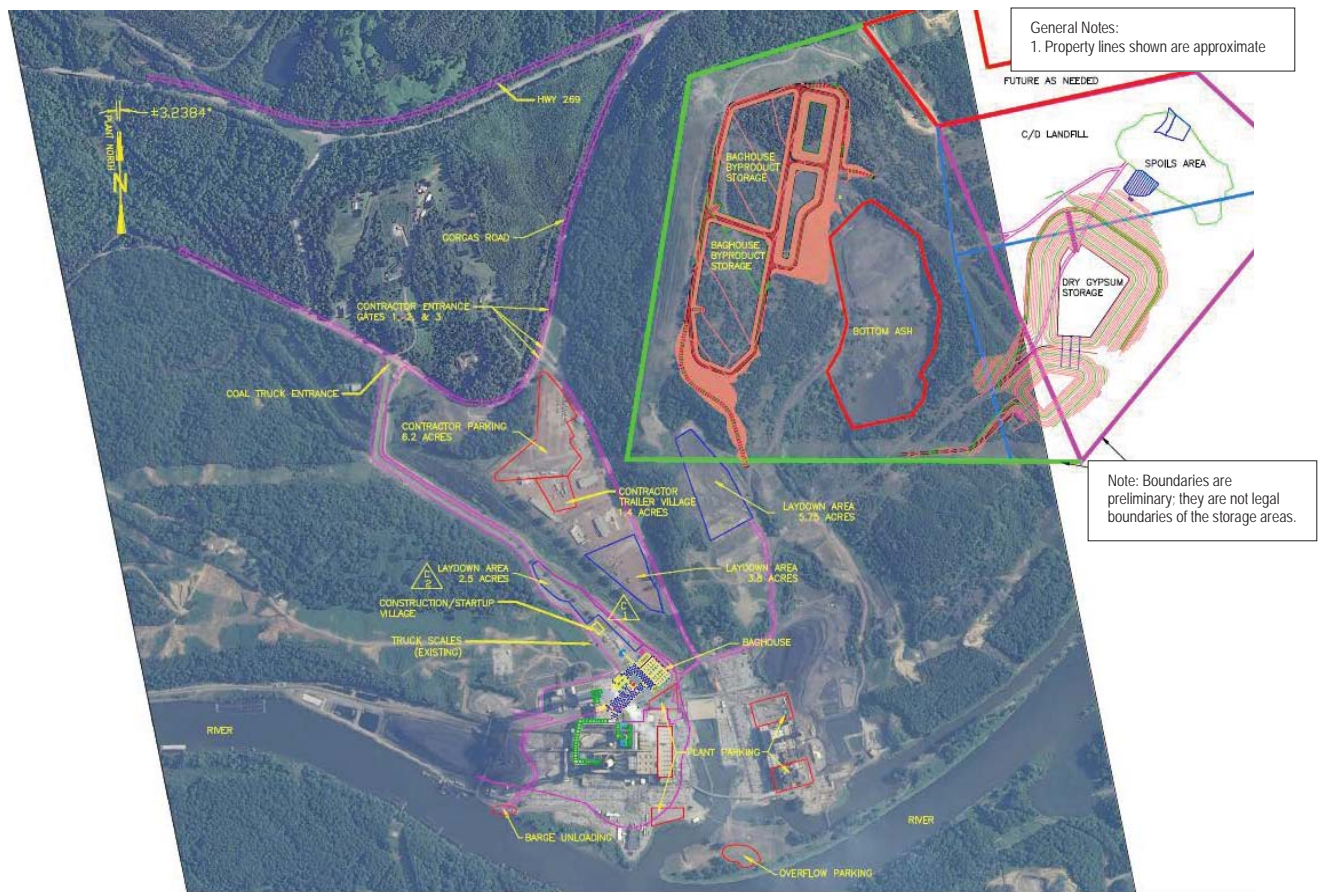 General Notes:
1. Property lines shown are approximate
FUTURE AS NEEDED
C/D LANDFILL
SPOILS AREA
DRY GYPSUM
STORAGE
HWY 269
±3.2384°
PLANT NORTH
N
BAGHOUSE
BYPRODUCT
STORAGE
BAGHOUSE
BYPRODUCT
STORAGE
BOTTOM ASH
GORGAS ROAD
CONTRACTOR ENTRANCE
GATES 1, 2, & 3
COAL TRUCK ENTRANCE
CONTRACTOR PARKING
6.2 ACRES
CONTRACTOR
TRAILER VILLAGE
1.4 ACRES
LAYDOWN AREA
5.75 ACRES
Note: Boundaries are
preliminary; they are not legal
boundaries of the storage areas.
C
2
LAYDOWN AREA
2.5 ACRES
LAYDOWN AREA
3.8 ACRES
CONSTRUCTION/STARTUP
VILLAGE
C
1
TRUCK SCALES
(EXISTING)
BAGHOUSE
RIVER
PLANT PARKING
BARGE UNLOADING
RIVER
OVERFLOW PARKING